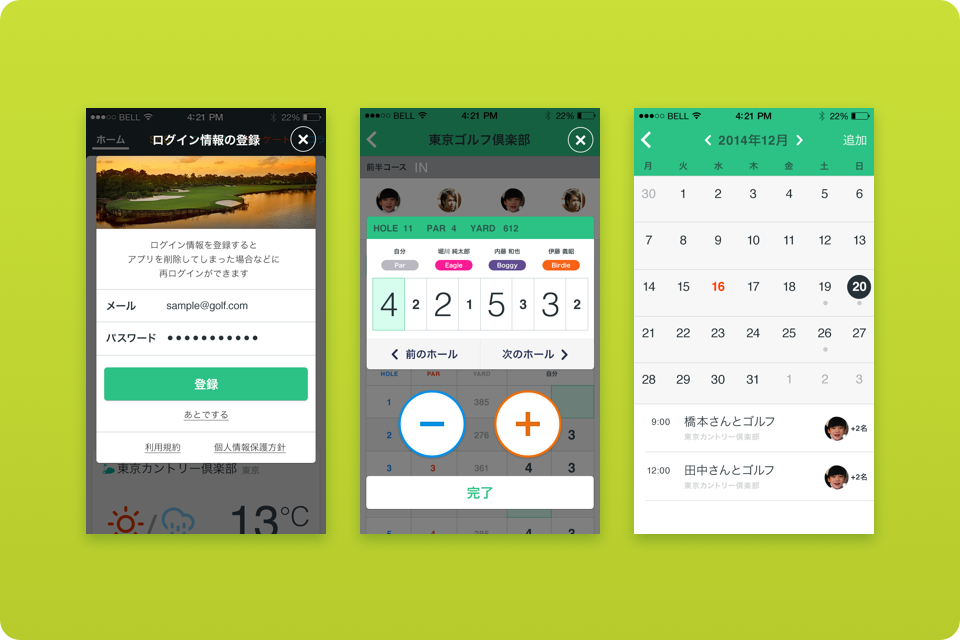 BELL 4:21 PM 22%
ホーム
ログイン情報の登録
ログイン情報を登録すると
アプリを削除してしまった場合などに
再ログインができます
メール sample@golf.com
パスワード
登録
あとでする
利用規約 個人情報保護方針
東京カントリー倶楽部 東京
13°C
BELL 4:21 PM 22%
東京ゴルフ倶楽部
前半コース IN
HOLE 11 PAR 4 YARD 612
自分 堀川 純太郎 内藤 和也 伊藤 義昭
Par Eagle Boggy Birdie
4 2 2 1 5 3 3 2
前のホール 次のホール
HOLE PAR YARD 自分
1 385
2 276 3
3 3 361 4 3
完了
BELL 4:21 PM 22%
2014年12月 追加
月 火 水 木 金 土 日
30 1 2 3 4 5 6
7 8 9 10 11 12 13
14 15 16 17 18 19 20
21 22 23 24 25 26 27
28 29 30 31 1 2 3
9:00 橋本さんとゴルフ +2名
東京カントリー倶楽部
12:00 田中さんとゴルフ +2名
東京カントリー倶楽部